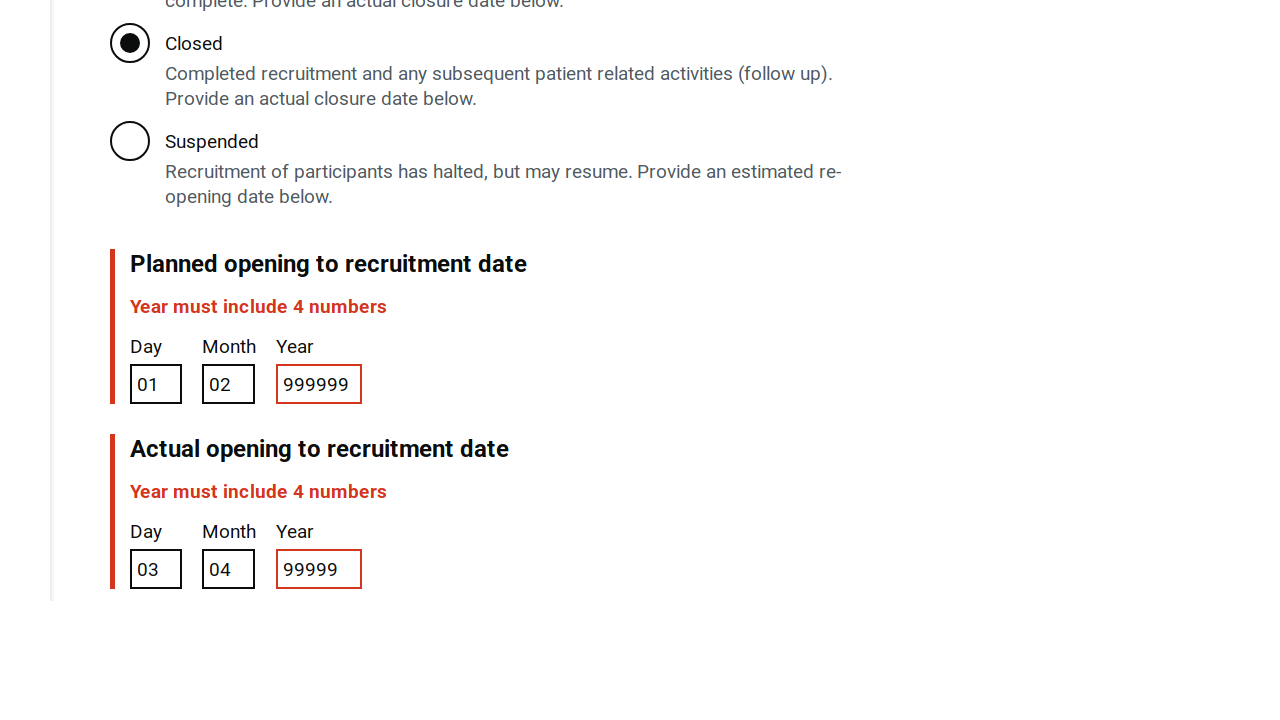 complete. Provide an actual closure date below.
Closed
Completed recruitment and any subsequent patient related activities (follow up).
Provide an actual closure date below.
Suspended
Recruitment of participants has halted, but may resume. Provide an estimated re-
opening date below.
Planned opening to recruitment date
Year must include 4 numbers
Day Month Year
01 02 999999
Actual opening to recruitment date
Year must include 4 numbers
Day Month Year
03 04 99999